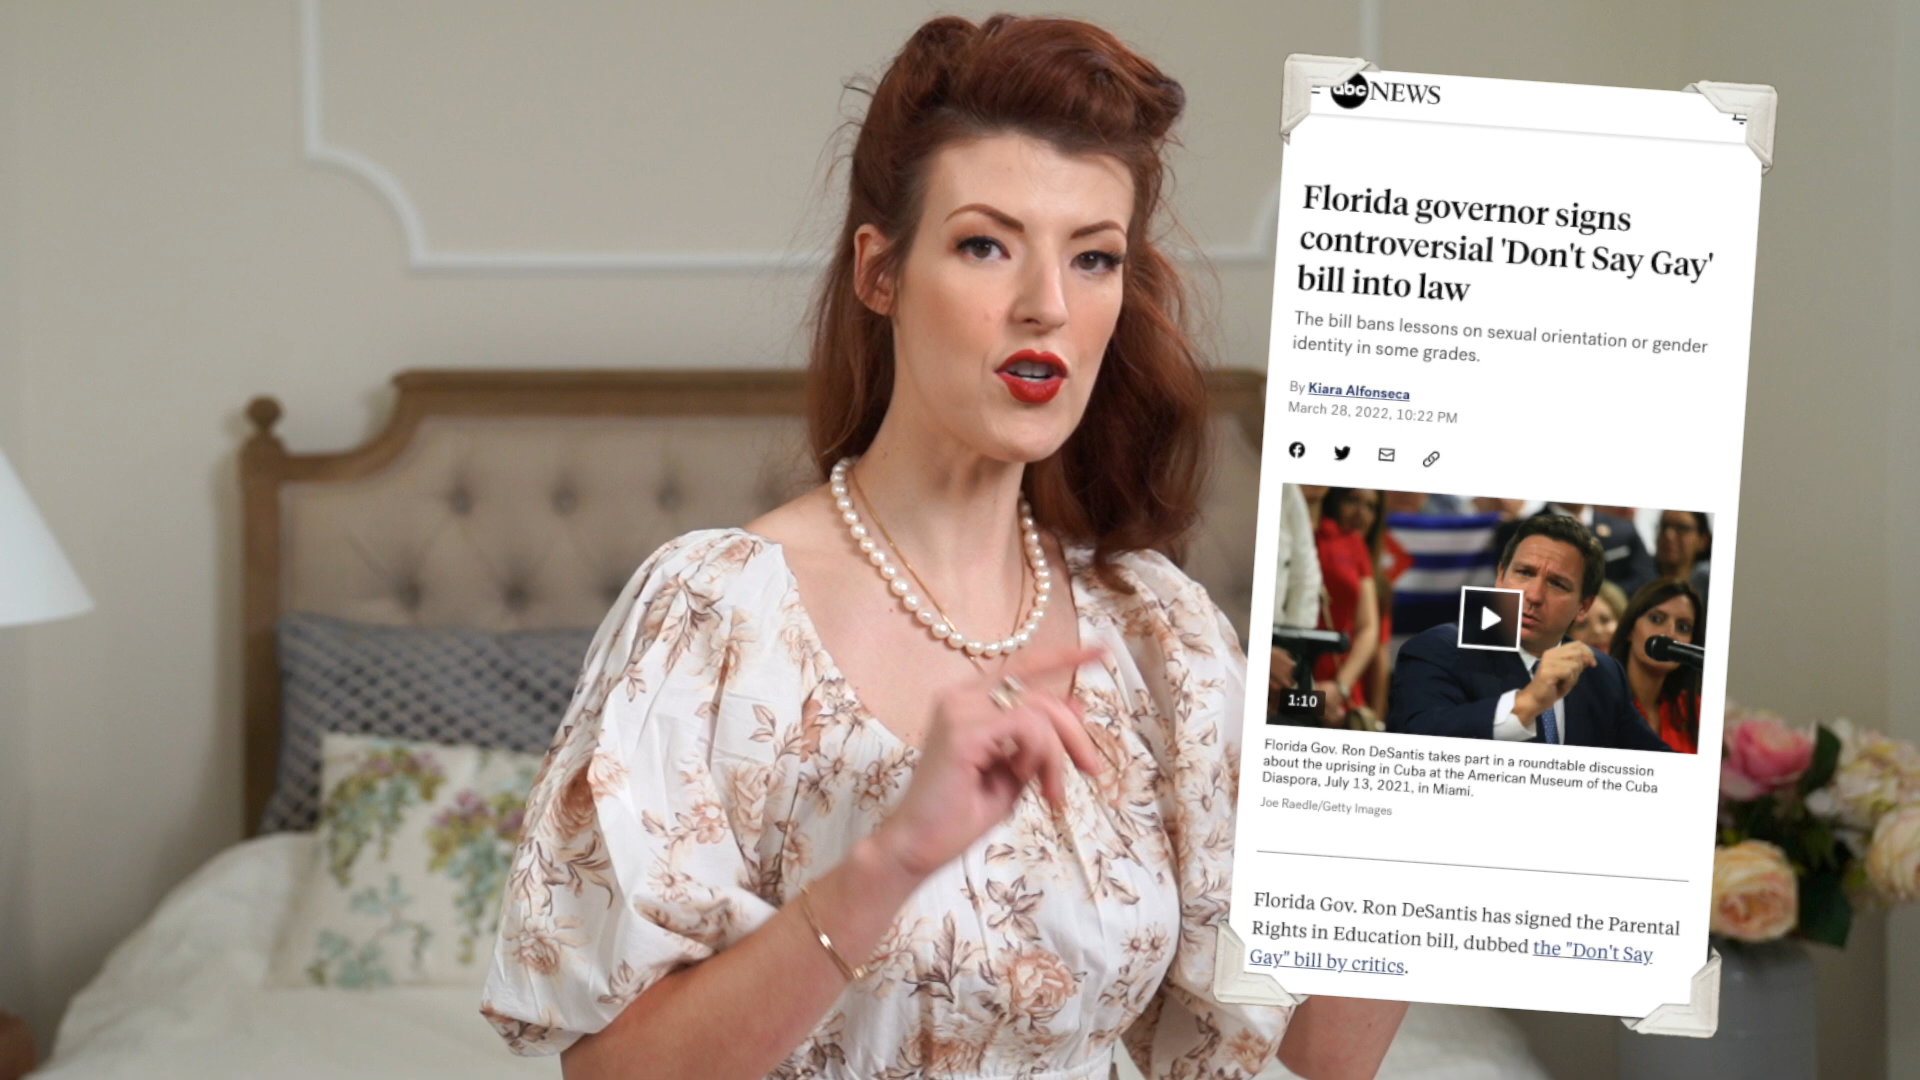 abc NEWS
Florida governor signs
controversial 'Don't Say Gay'
bill into law
The bill bans lessons on sexual orientation or gender
identity in some grades.
By Kiara Alfonseca
March 28, 2022, 10:22 PM
1:10
Florida Gov. Ron DeSantis takes part in a roundtable discussion
about the uprising in Cuba at the American Museum of the Cuba
Diaspora, July 13, 2021, in Miami.
Joe Raedle/Getty Images
Florida Gov. Ron DeSantis has signed the Parental
Rights in Education bill, dubbed the "Don't Say
Gay" bill by critics.